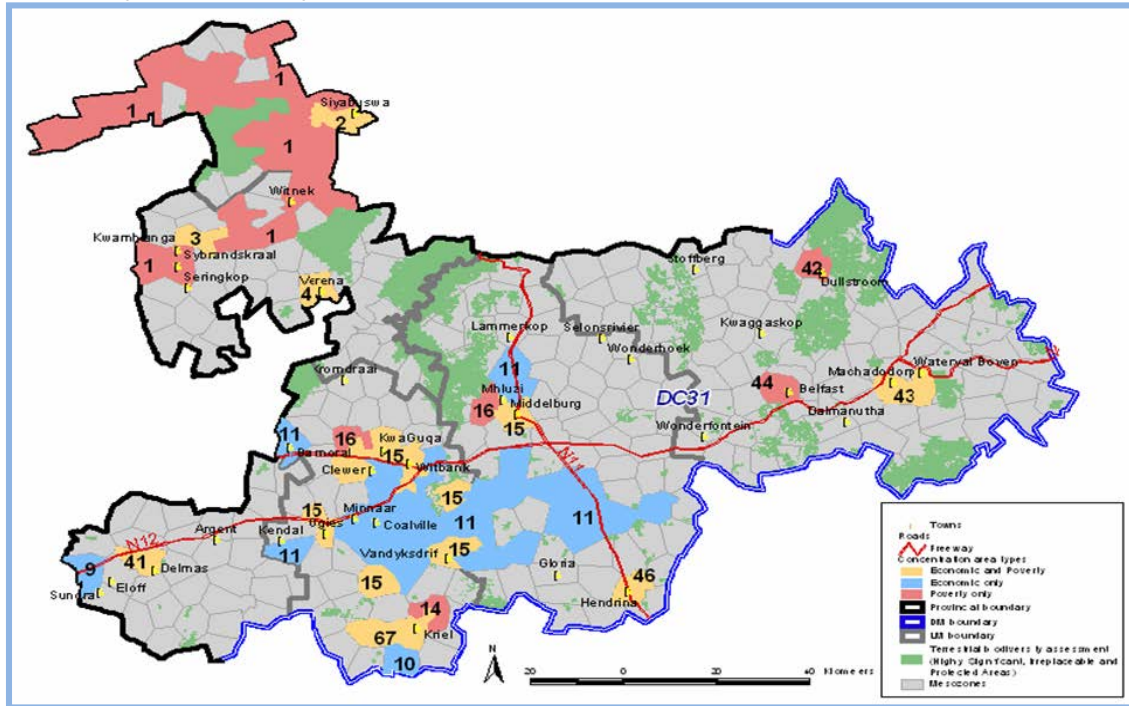 1
1
Siyabuswa
2
1
Witnek
1
Kwamhlanga
3
Sybrandskraal
1
Seringkop
Verena
4
Stoffberg
42
Dullstroom
Lammerkop
Selonsrivier
Kwaggaskop
Wonderhoek
Waterval Boven
Machadodorp
43
Kromdraai
11
Mhluzi
16
Middelburg
15
DC31
44
Belfast
Dalmanutha
Wonderfontein
11
Balmoral
16
KwaGuqa
15
Clewer
Witbank
N11
15
15
Ogies
Minnaar
Coalville
11
11
N12
Argent
Kendal
11
Vandyksdrif
15
41
Delmas
9
Eloff
Sundra
15
Gloria
46
Hendrina
14
67
Kriel
10
N
20
0
20
40 Kilometers
Towns
Roads
Freeway
Concentration area types
Economic and Poverty
Economic only
Poverty only
Provincial boundary
DM boundary
LM boundary
Terrestrial biodiversity assessment
(Highly Significant, Irreplaceable and
Protected Areas)
Mesozones